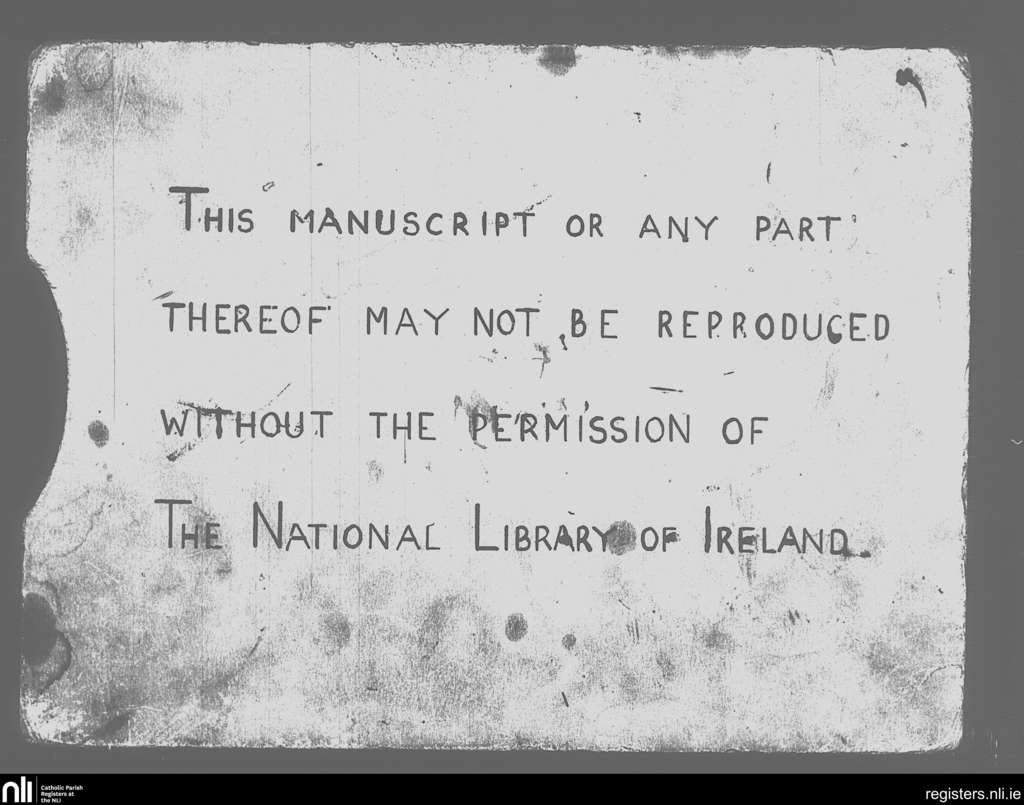 This manuscript or any part
thereof may not be reproduced
without the permission of
The National Library of Ireland.
nli Catholic Parish
Registers at
the NLI
registers.nli.ie